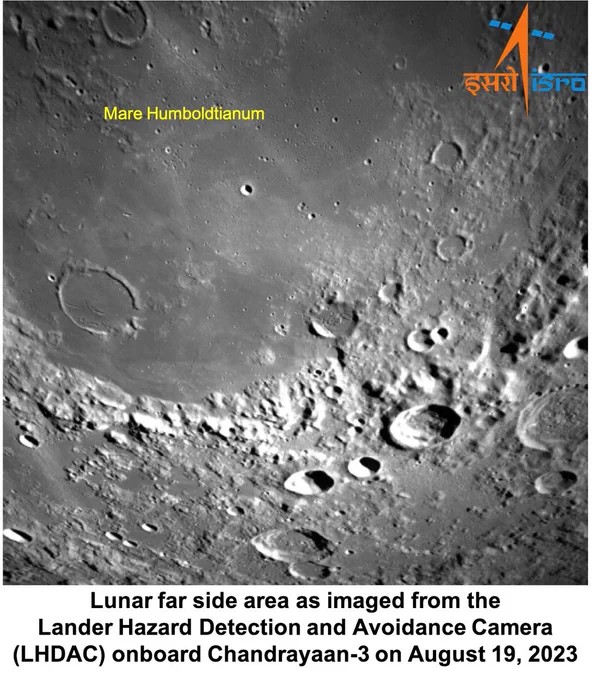 इसरो isro
Mare Humboldtianum
Lunar far side area as imaged from the
Lander Hazard Detection and Avoidance Camera
(LHDAC) onboard Chandrayaan-3 on August 19, 2023